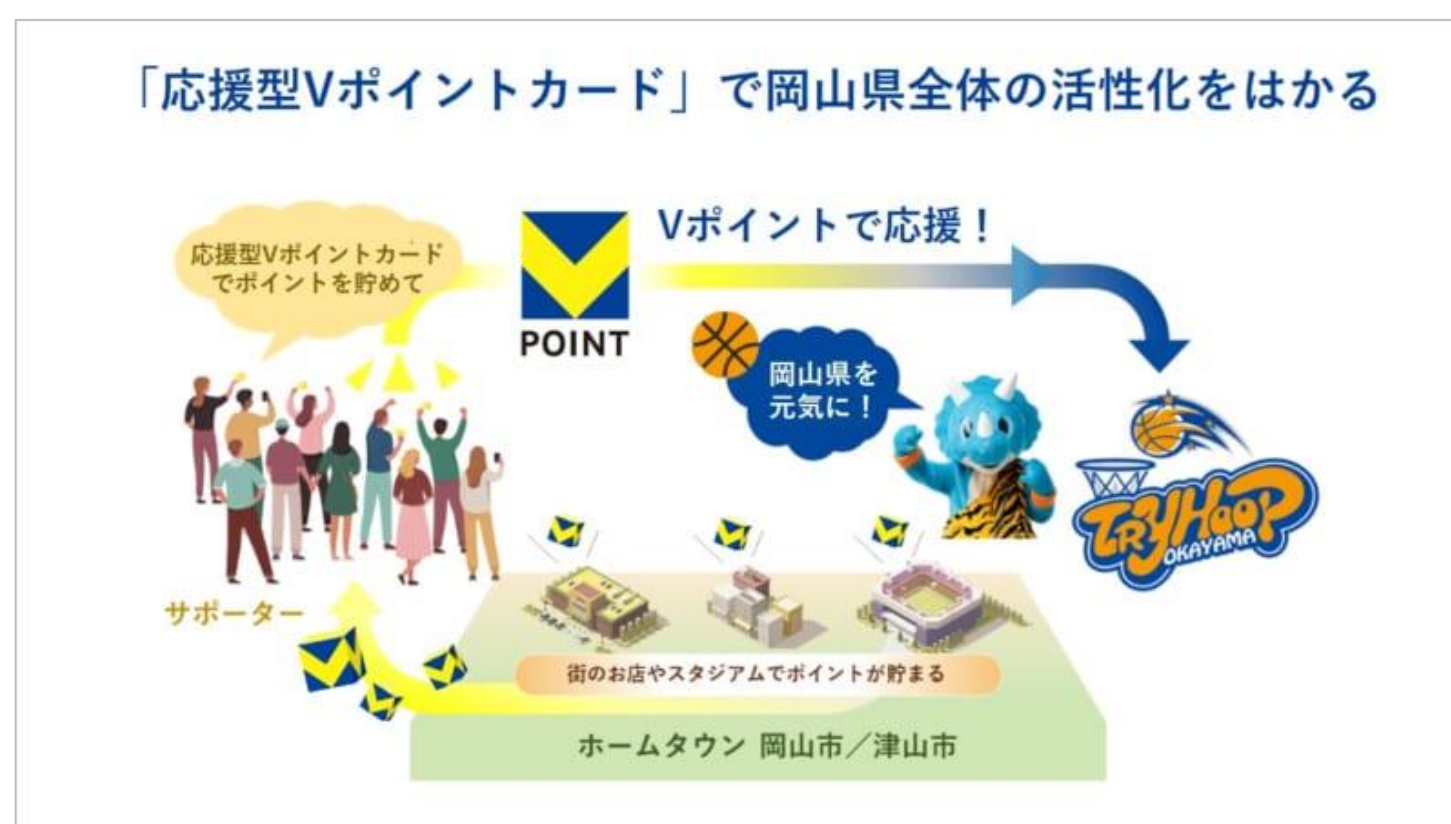 「応援型Vポイントカード」で岡山県全体の活性化をはかる
応援型Vポイントカード
でポイントを貯めて
Vポイントで応援！
POINT
岡山県を
元気に！
TRYHOOP
OKAYAMA
サポーター
街のお店やスタジアムでポイントが貯まる
ホームタウン 岡山市／津山市